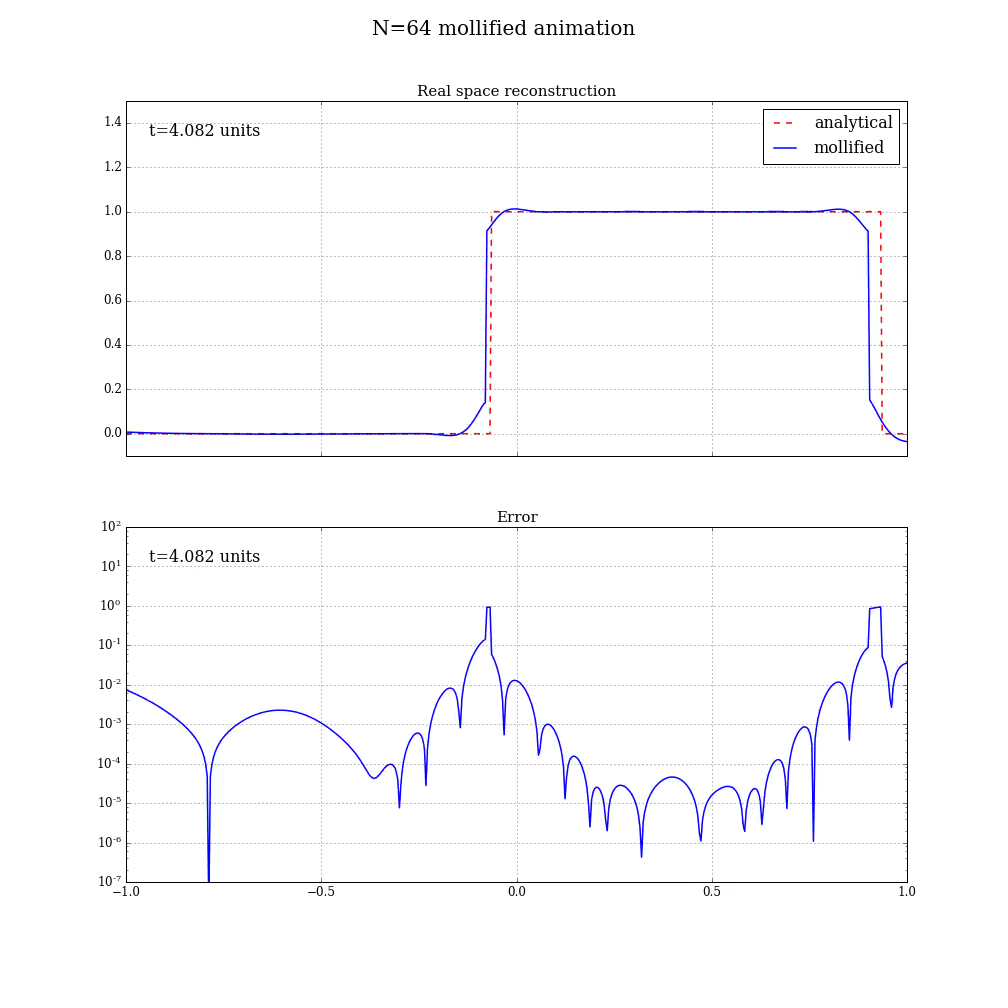 N=64 mollified animation
Real space reconstruction
t=4.082 units
analytical
mollified
1.4
1.2
1.0
0.8
0.6
0.4
0.2
0.0
Error
t=4.082 units
10²
10¹
10⁰
10⁻¹
10⁻²
10⁻³
10⁻⁴
10⁻⁵
10⁻⁶
10⁻⁷
−1.0 −0.5 0.0 0.5 1.0